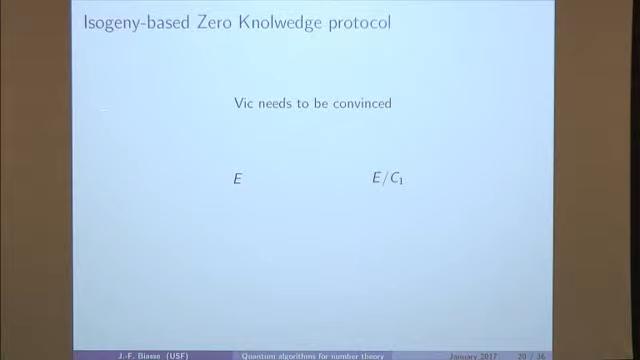 Isogeny-based Zero Knolwedge protocol
Vic needs to be convinced
E
E/C₁
J.-F. Biasse (USF)
Quantum algorithms for number theory
January 2017
20 / 36